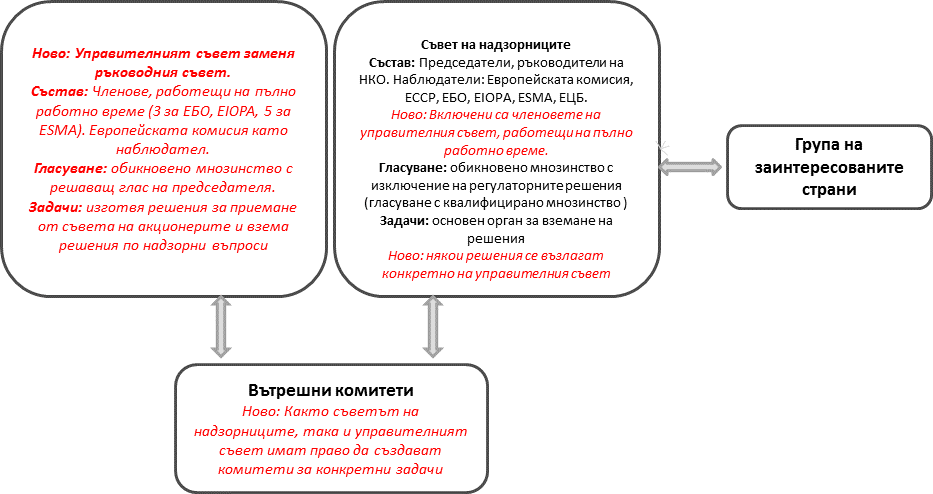 Ново: Управителният съвет заменя
ръководния съвет.
Състав: Членове, работещи на пълно
работно време (3 за ЕБО, EIOPA, 5 за
ESMA). Европейската комисия като
наблюдател.
Гласуване: обикновено мнозинство с
решаващ глас на председателя.
Задачи: изготвя решения за приемане
от съвета на акционерите и взема
решения по надзорни въпроси
Съвет на надзорниците
Състав: Председатели, ръководители на
НКО. Наблюдатели: Европейската комисия,
ЕССР, ЕБО, EIOPA, ESMA, ЕЦБ.
Ново: Включени са членовете на
управителния съвет, работещи на пълно
работно време.
Гласуване: обикновено мнозинство с
изключение на регулаторните решения
(гласуване с квалифицирано мнозинство )
Задачи: основен орган за вземане на
решения
Ново: някои решения се възлагат
конкретно на управителния съвет
Група на
заинтересованите
страни
Вътрешни комитети
Ново: Както съветът на
надзорниците, така и управителният
съвет имат право да създават
комитети за конкретни задачи